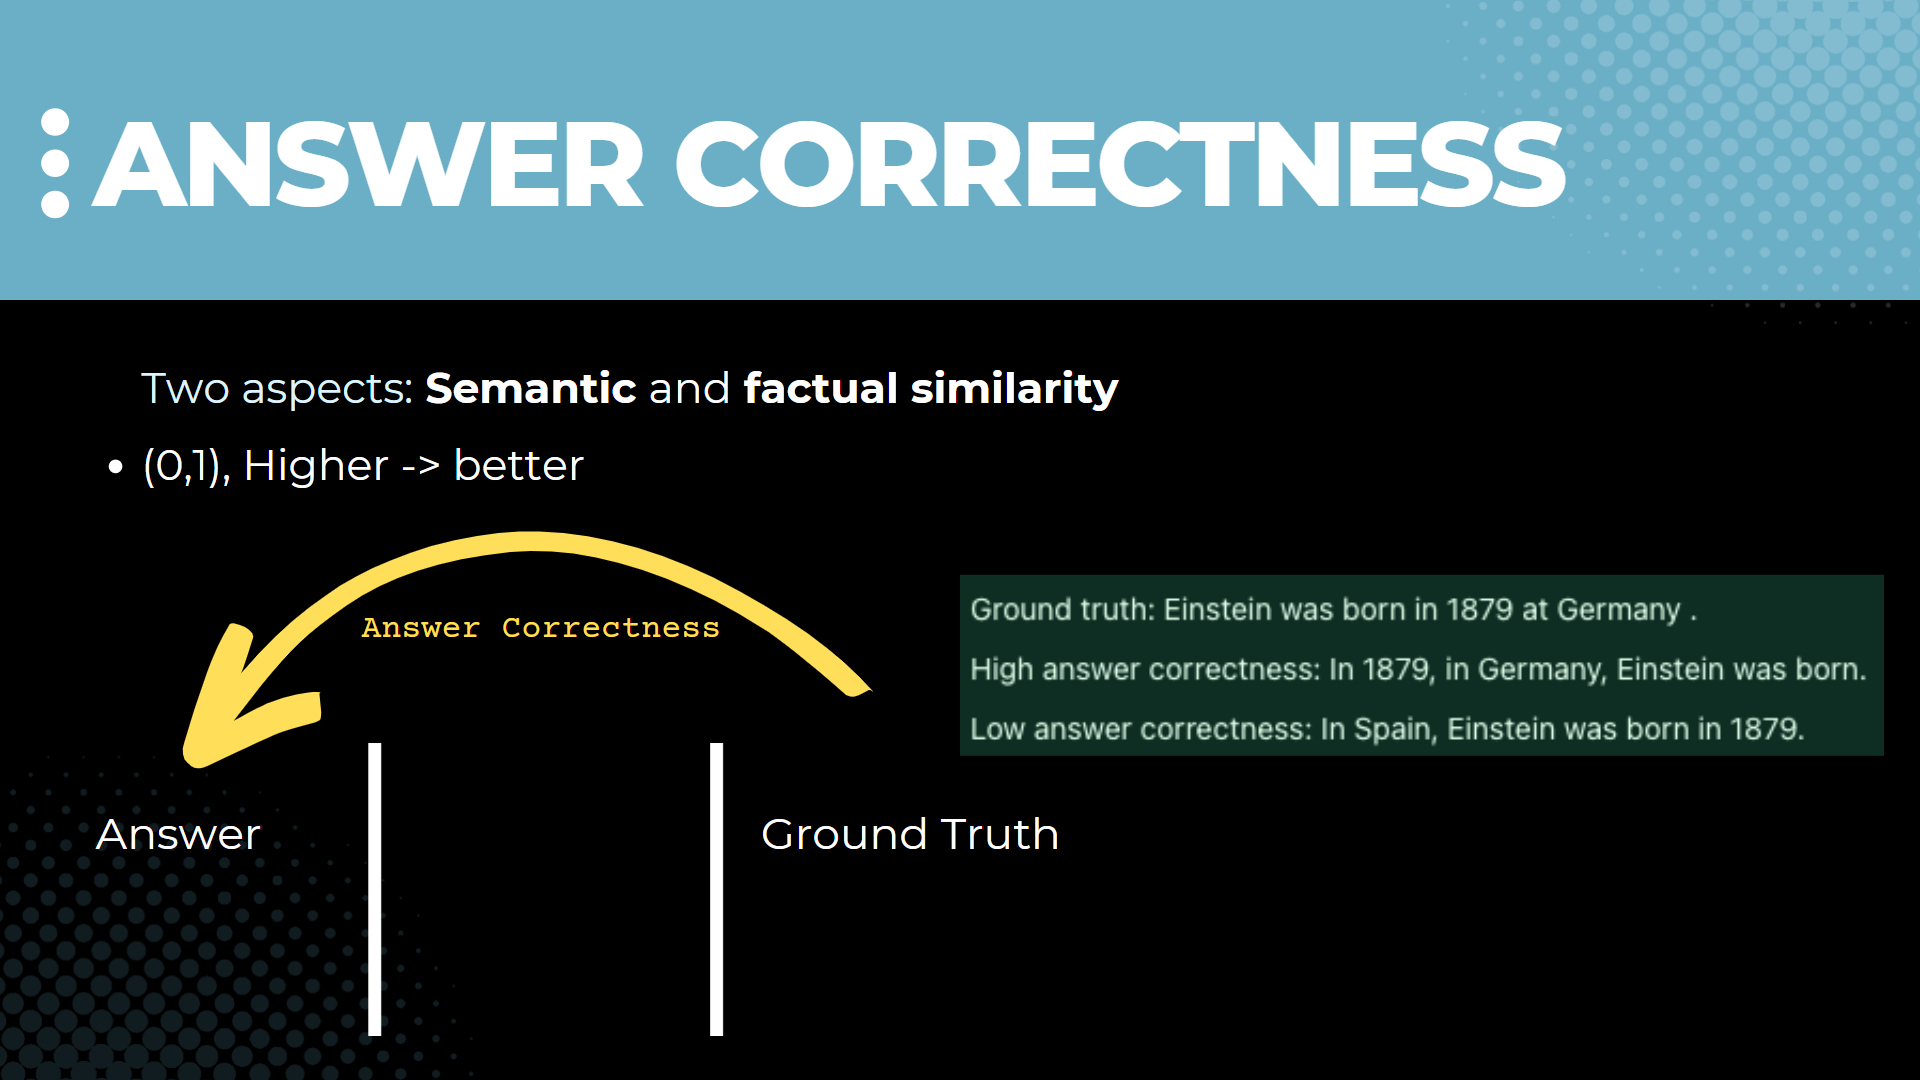 ANSWER CORRECTNESS
Two aspects: Semantic and factual similarity
• (0,1), Higher -> better
Answer Correctness
Ground truth: Einstein was born in 1879 at Germany .
High answer correctness: In 1879, in Germany, Einstein was born.
Low answer correctness: In Spain, Einstein was born in 1879.
Answer
Ground Truth